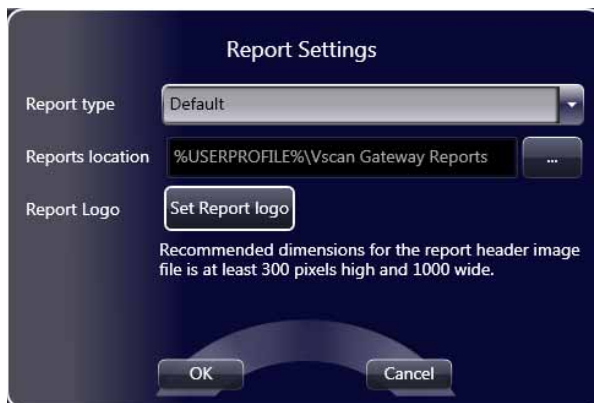 Report Settings
Report type Default
Reports location %USERPROFILE%\Vscan Gateway Reports ...
Report Logo Set Report logo
Recommended dimensions for the report header image
file is at least 300 pixels high and 1000 wide.
OK Cancel